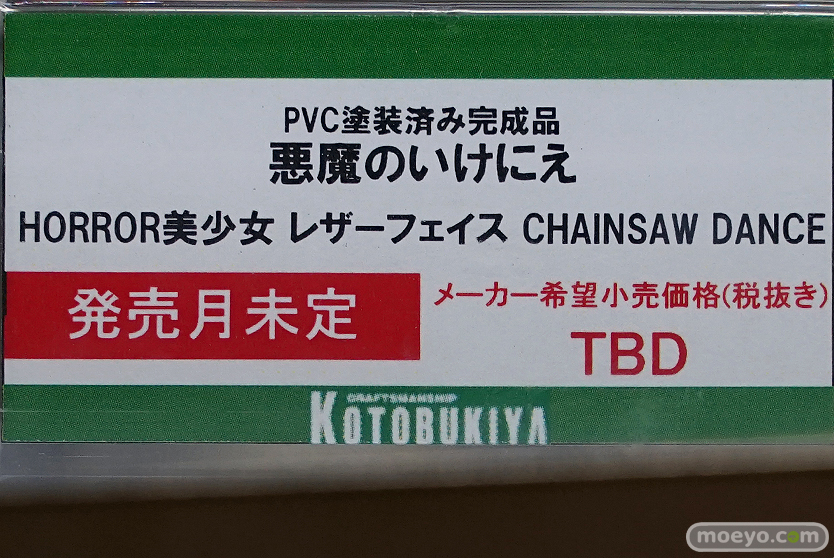 PVC塗装済み完成品
悪魔のいけにえ
HORROR美少女 レザーフェイス CHAINSAW DANCE
発売月未定
メーカー希望小売価格(税抜き)
TBD
CRAFTSMANSHIP
KOTOBUKIYA
moeyo.com